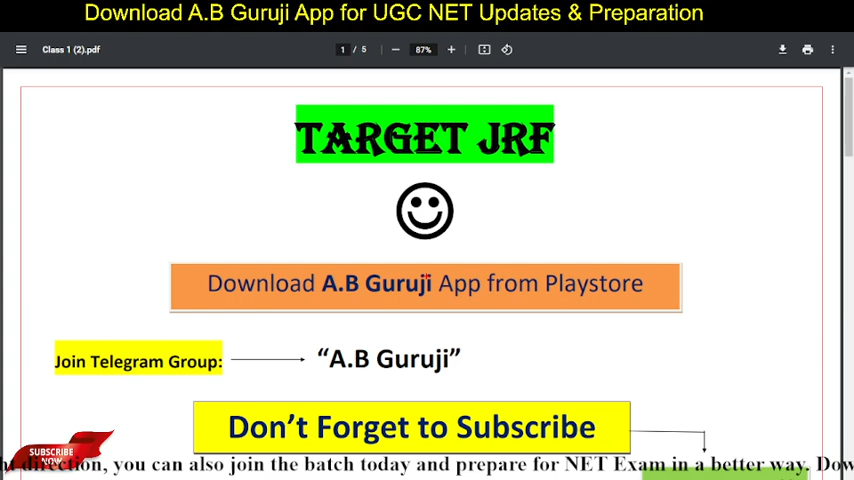 Download A.B Guruji App for UGC NET Updates & Preparation
Class 1 (2).pdf
1 / 5
87%
TARGET JRF
Download A.B Guruji App from Playstore
Join Telegram Group:
“A.B Guruji”
Don’t Forget to Subscribe
SUBSCRIBE
NOW
direction, you can also join the batch today and prepare for NET Exam in a better way.